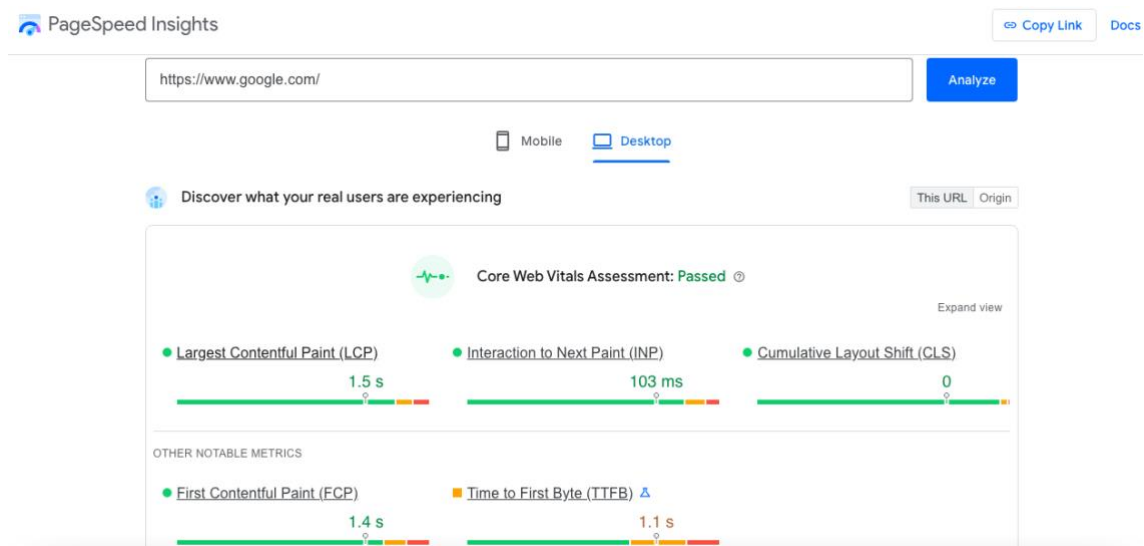 PageSpeed Insights
Copy Link Docs
https://www.google.com/
Analyze
Mobile Desktop
Discover what your real users are experiencing
This URL Origin
Core Web Vitals Assessment: Passed
Expand view
Largest Contentful Paint (LCP) Interaction to Next Paint (INP) Cumulative Layout Shift (CLS)
1.5 s 103 ms 0
OTHER NOTABLE METRICS
First Contentful Paint (FCP) Time to First Byte (TTFB)
1.4 s 1.1 s